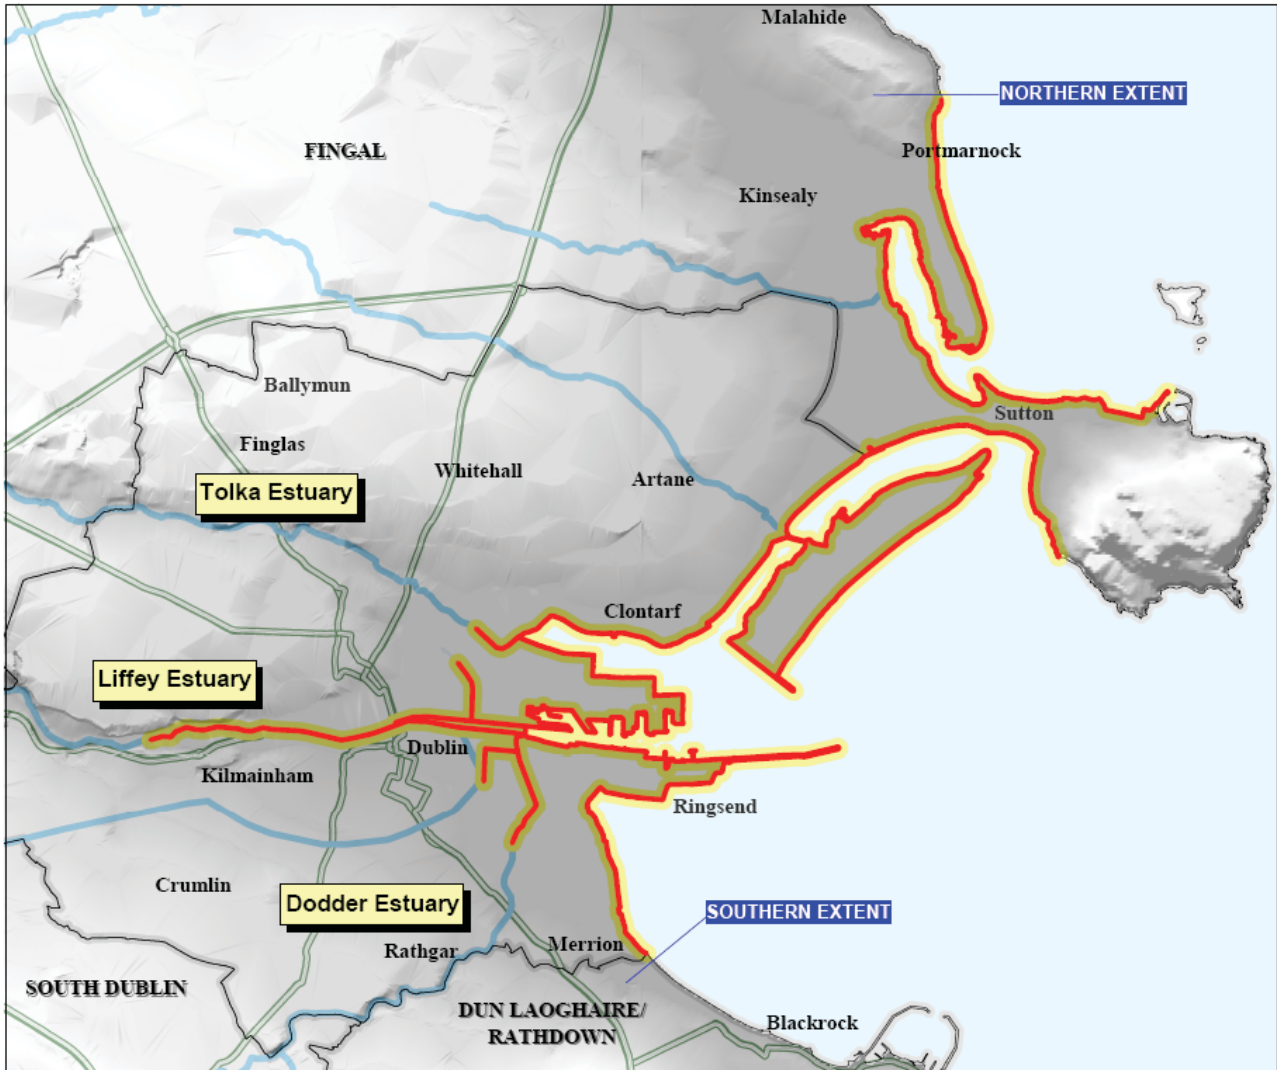 Malahide
NORTHERN EXTENT
FINGAL
Portmarnock
Kinsealy
Ballymun
Sutton
Finglas
Whitehall
Artane
Tolka Estuary
Clontarf
Liffey Estuary
Dublin
Kilmainham
Ringsend
Crumlin
Dodder Estuary
SOUTHERN EXTENT
Rathgar
Merrion
SOUTH DUBLIN
DUN LAOGHAIRE/
RATHDOWN
Blackrock